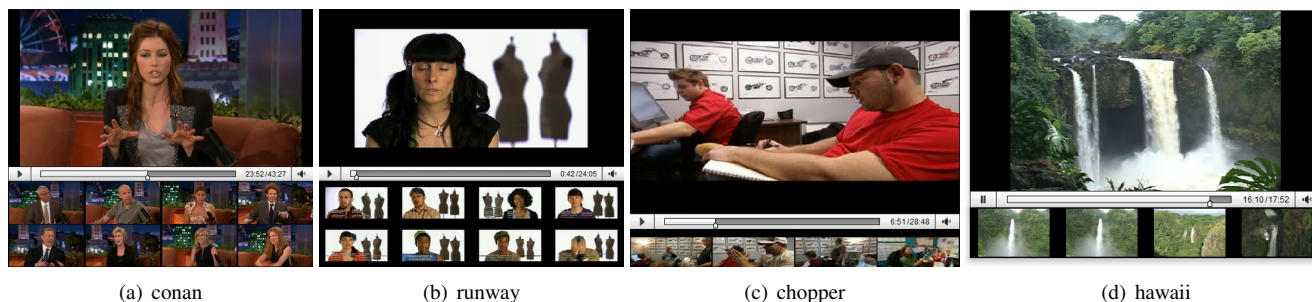 23:52/43:27
0:42/24:05
6:51/28:48
16:10/17:52
(a) conan
(b) runway
(c) chopper
(d) hawaii